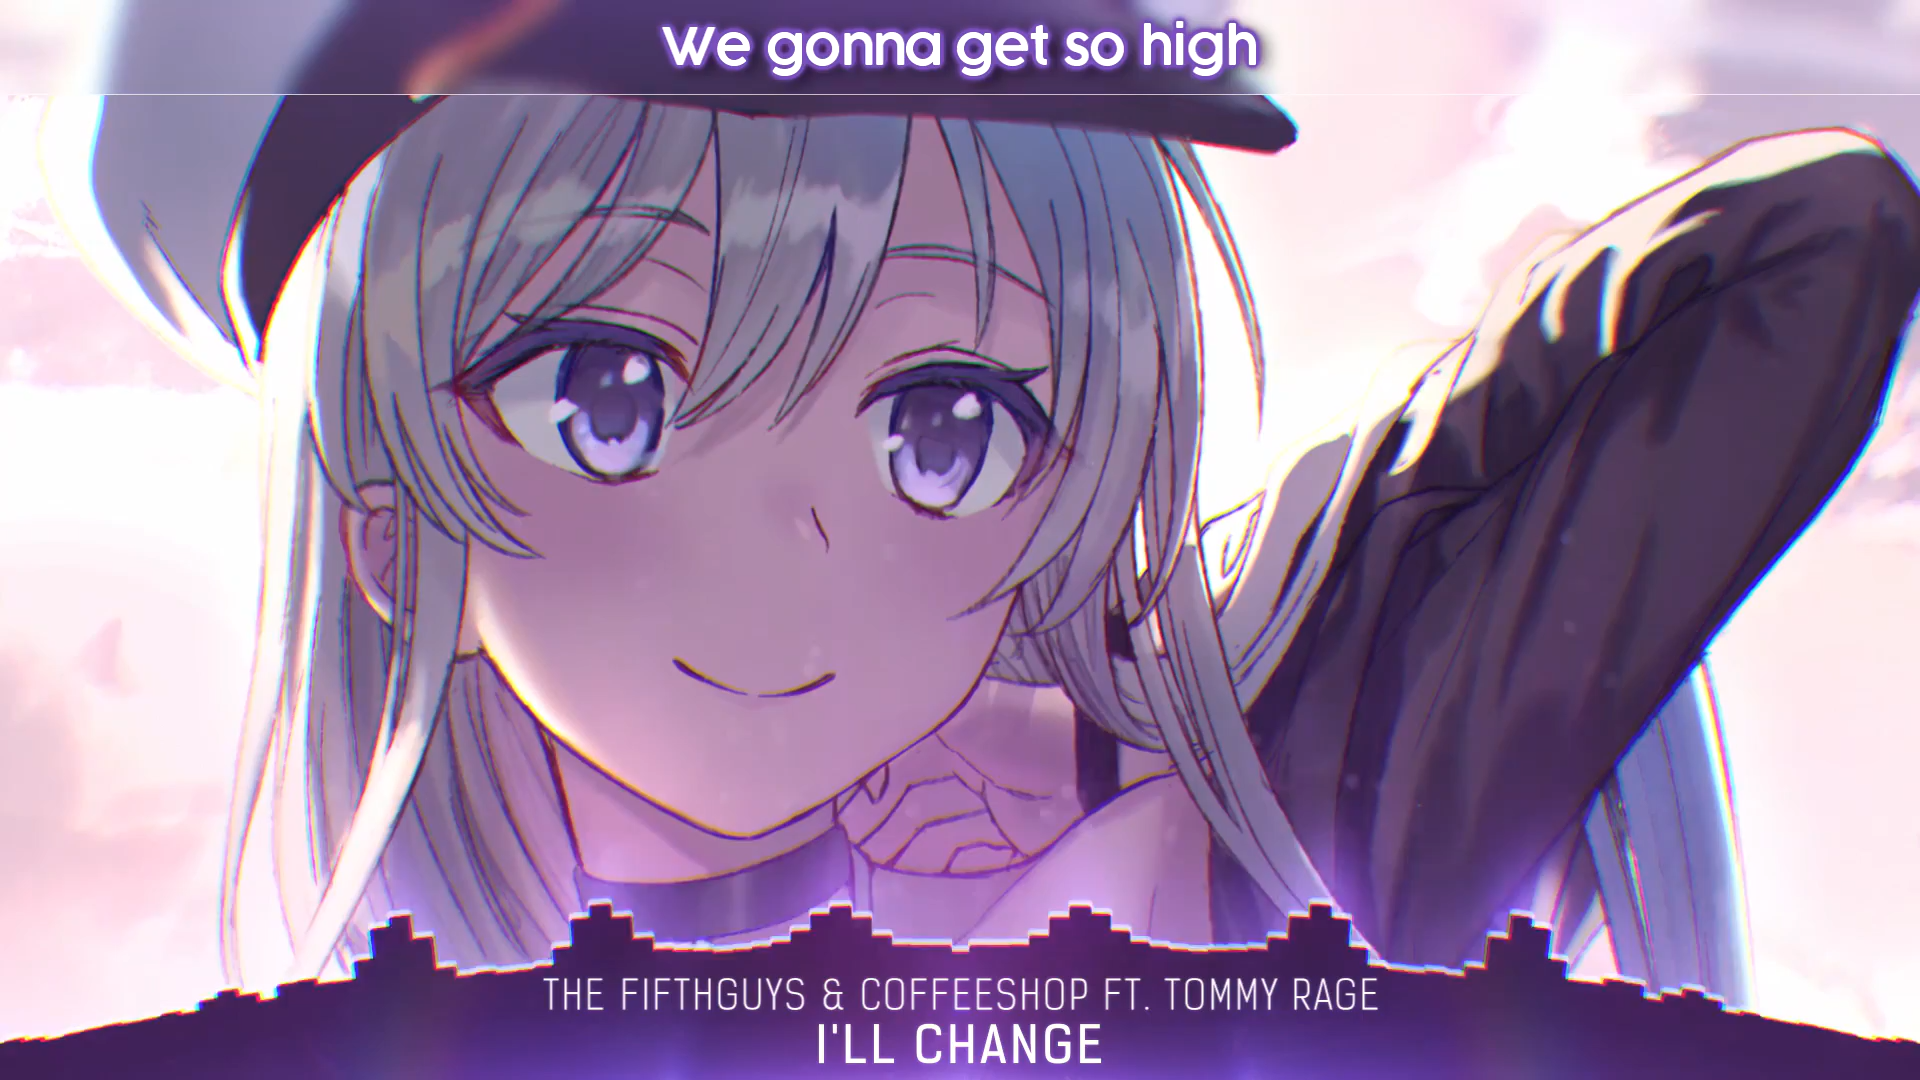 We gonna get so high
THE FIFTHGUYS & COFFEESHOP FT. TOMMY RAGE
I'LL CHANGE